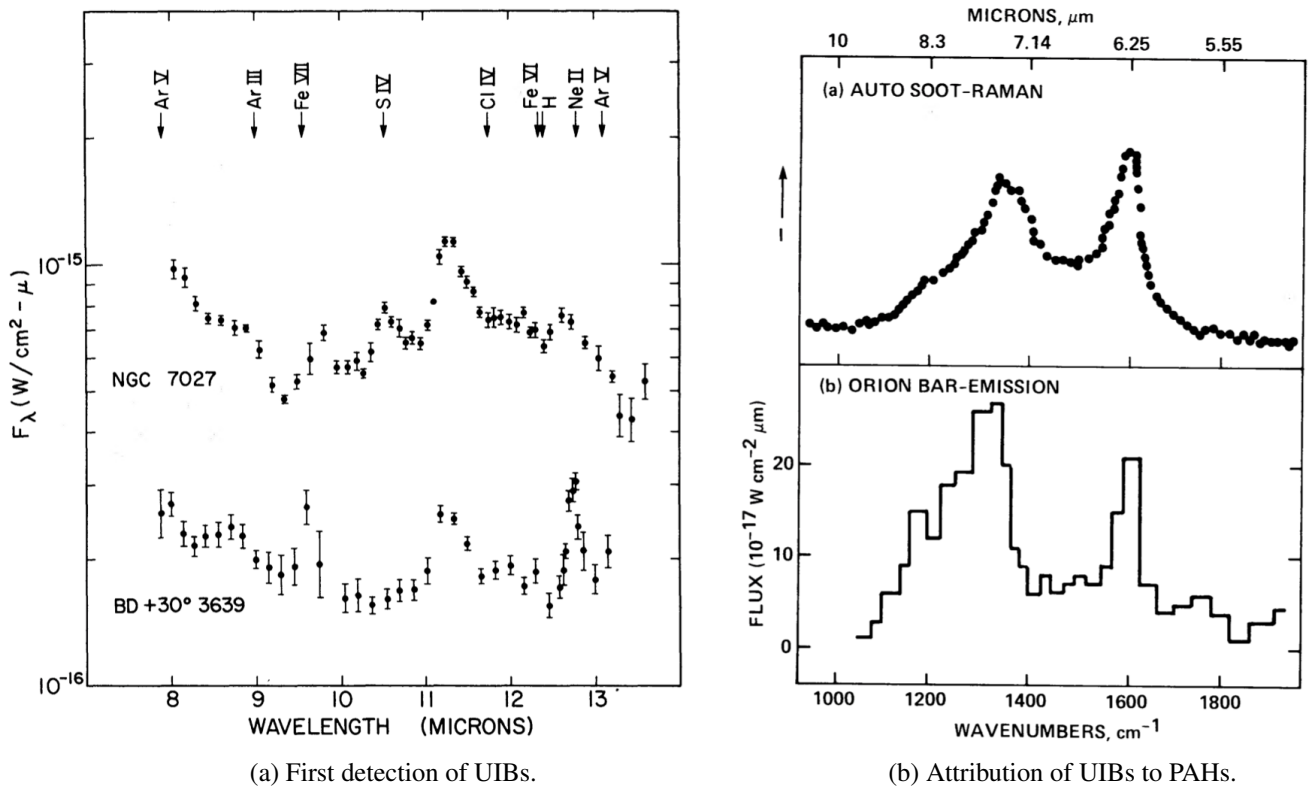 Ar V
Ar III
Fe VII
S IV
Cl IV
Fe VI
H
Ne II
Ar V
10⁻¹⁵
F_λ (W/cm² – μ)
NGC 7027
BD +30° 3639
10⁻¹⁶
8 9 10 11 12 13
WAVELENGTH (MICRONS)
(a) First detection of UIBs.
MICRONS, μm
10 8.3 7.14 6.25 5.55
(a) AUTO SOOT–RAMAN
I
(b) ORION BAR–EMISSION
FLUX (10⁻¹⁷ W cm⁻² μm)
20
10
0
1000 1200 1400 1600 1800
WAVENUMBERS, cm⁻¹
(b) Attribution of UIBs to PAHs.